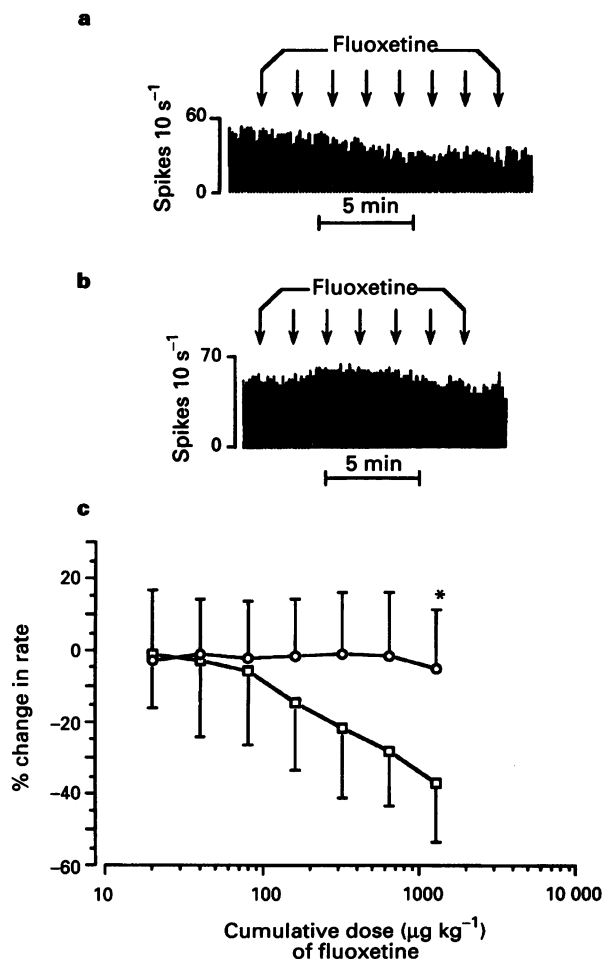 a
Fluoxetine
Spikes 10 s⁻¹
60
0
5 min
b
Fluoxetine
Spikes 10 s⁻¹
70
0
5 min
c
% change in rate
20
0
−20
−40
−60
*
10
100
1000
10 000
Cumulative dose (μg kg⁻¹)
of fluoxetine